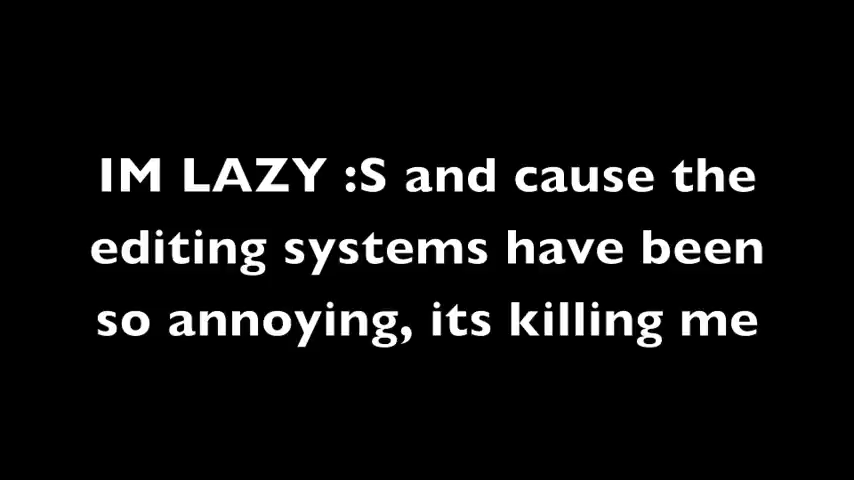 IM LAZY :S and cause the
editing systems have been
so annoying, its killing me